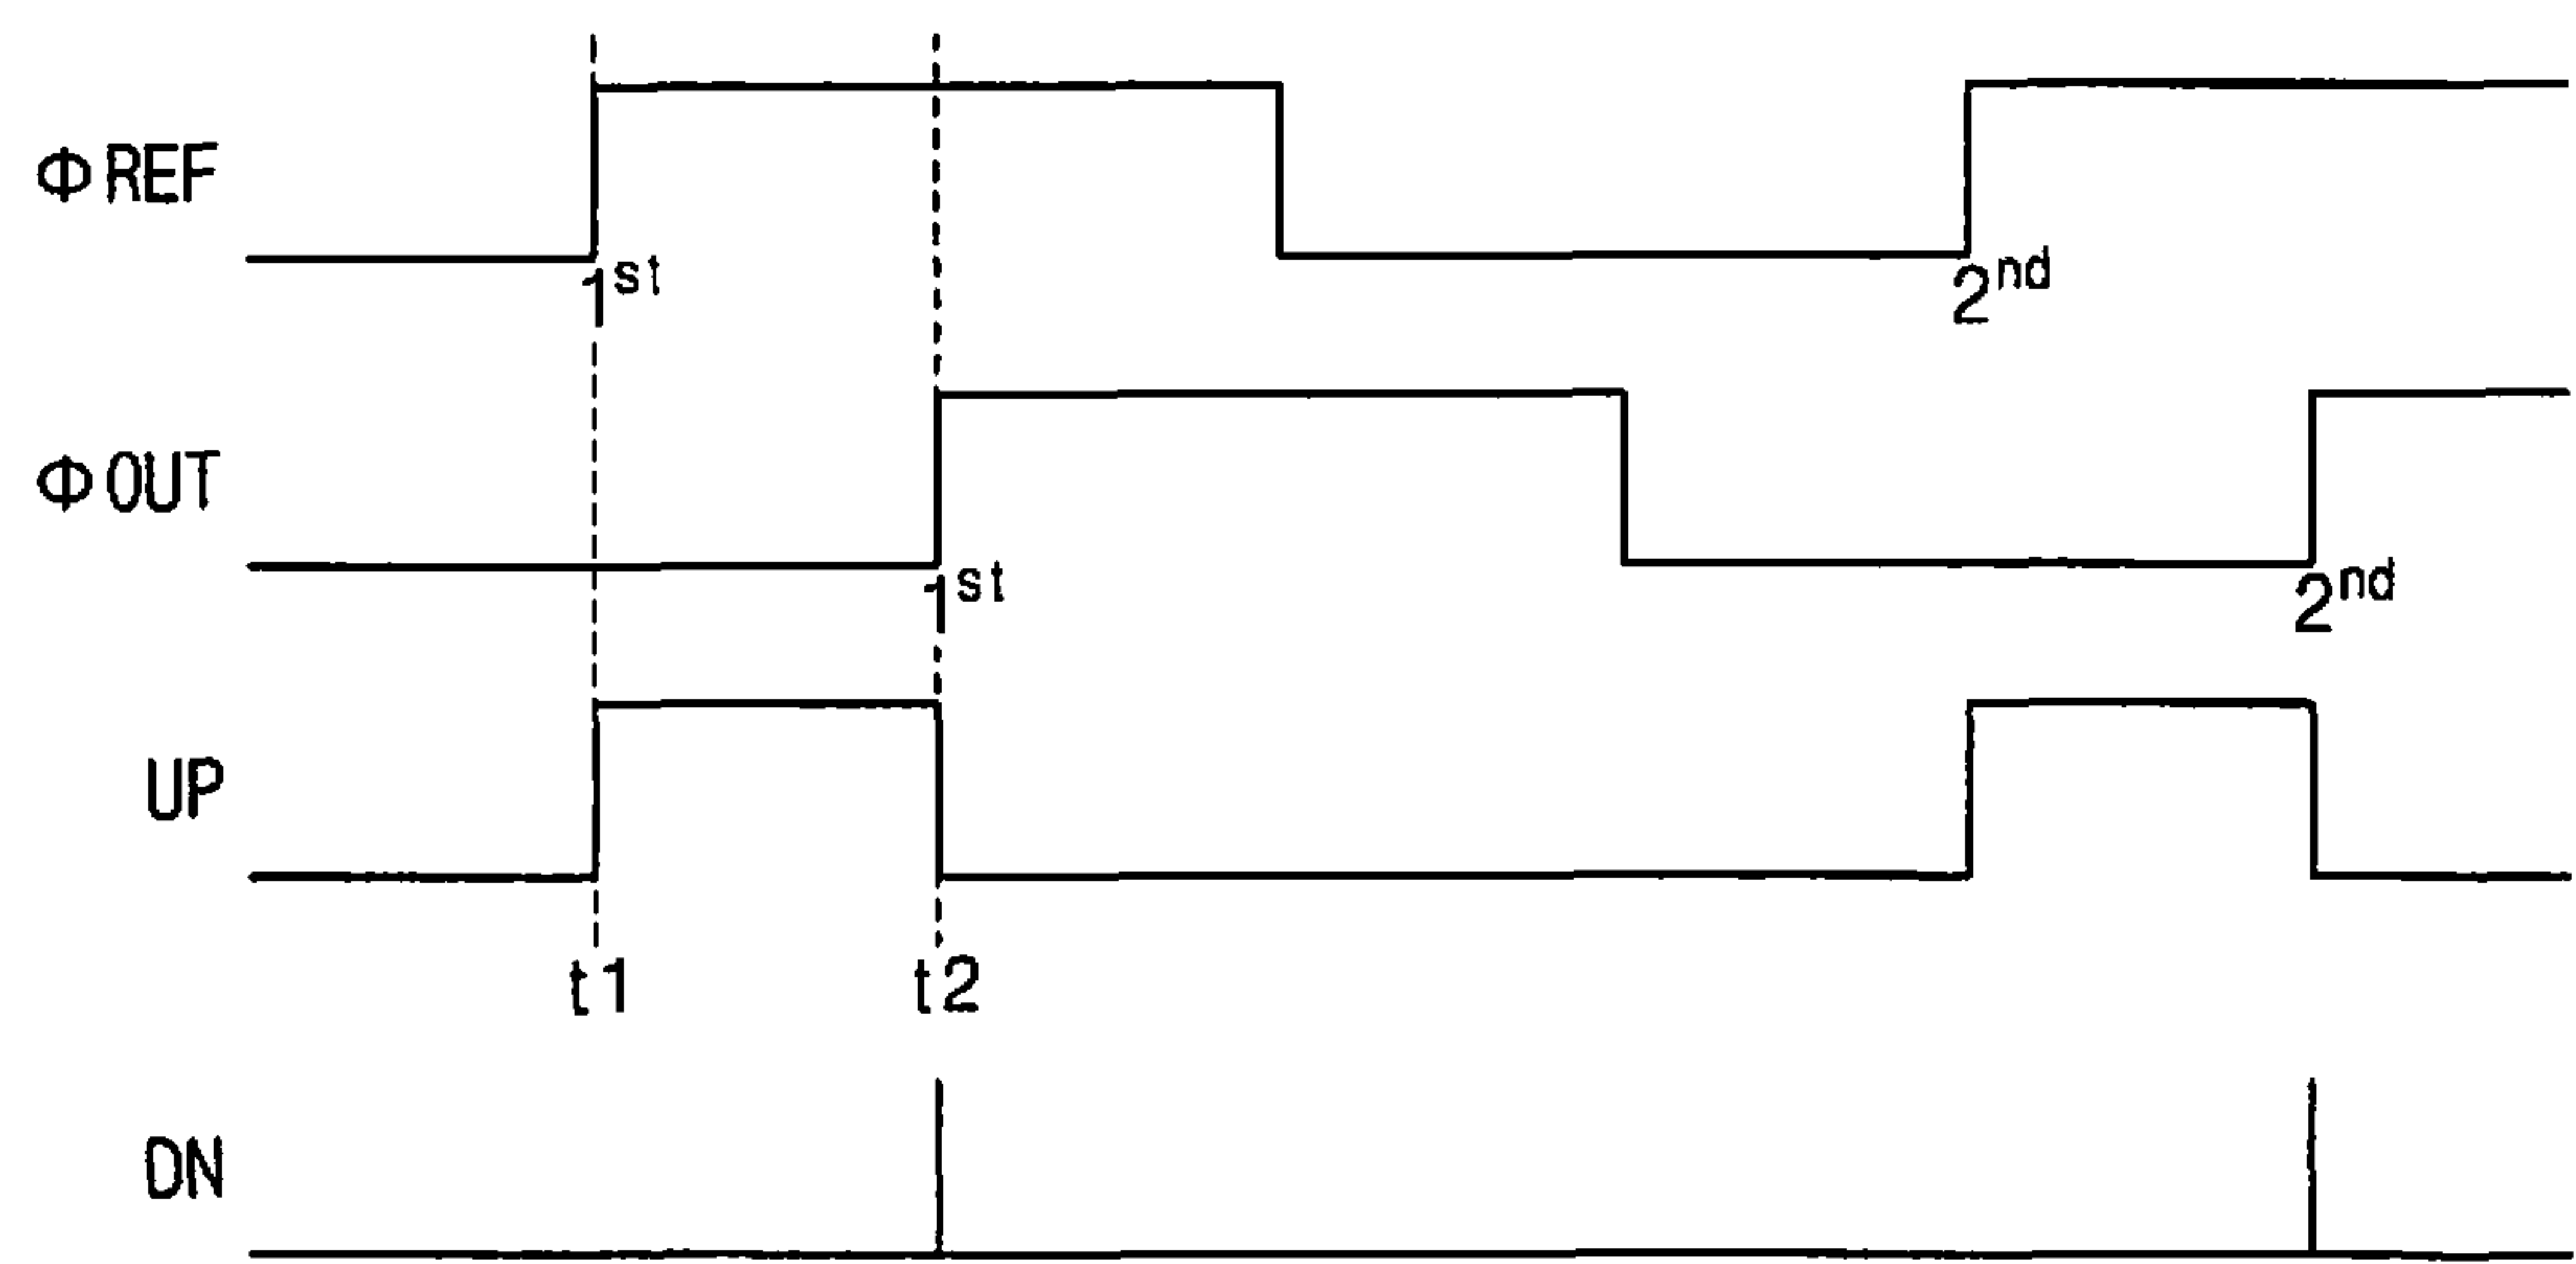 ΦREF
1st
2nd
ΦOUT
1st
2nd
UP
t1
t2
DN